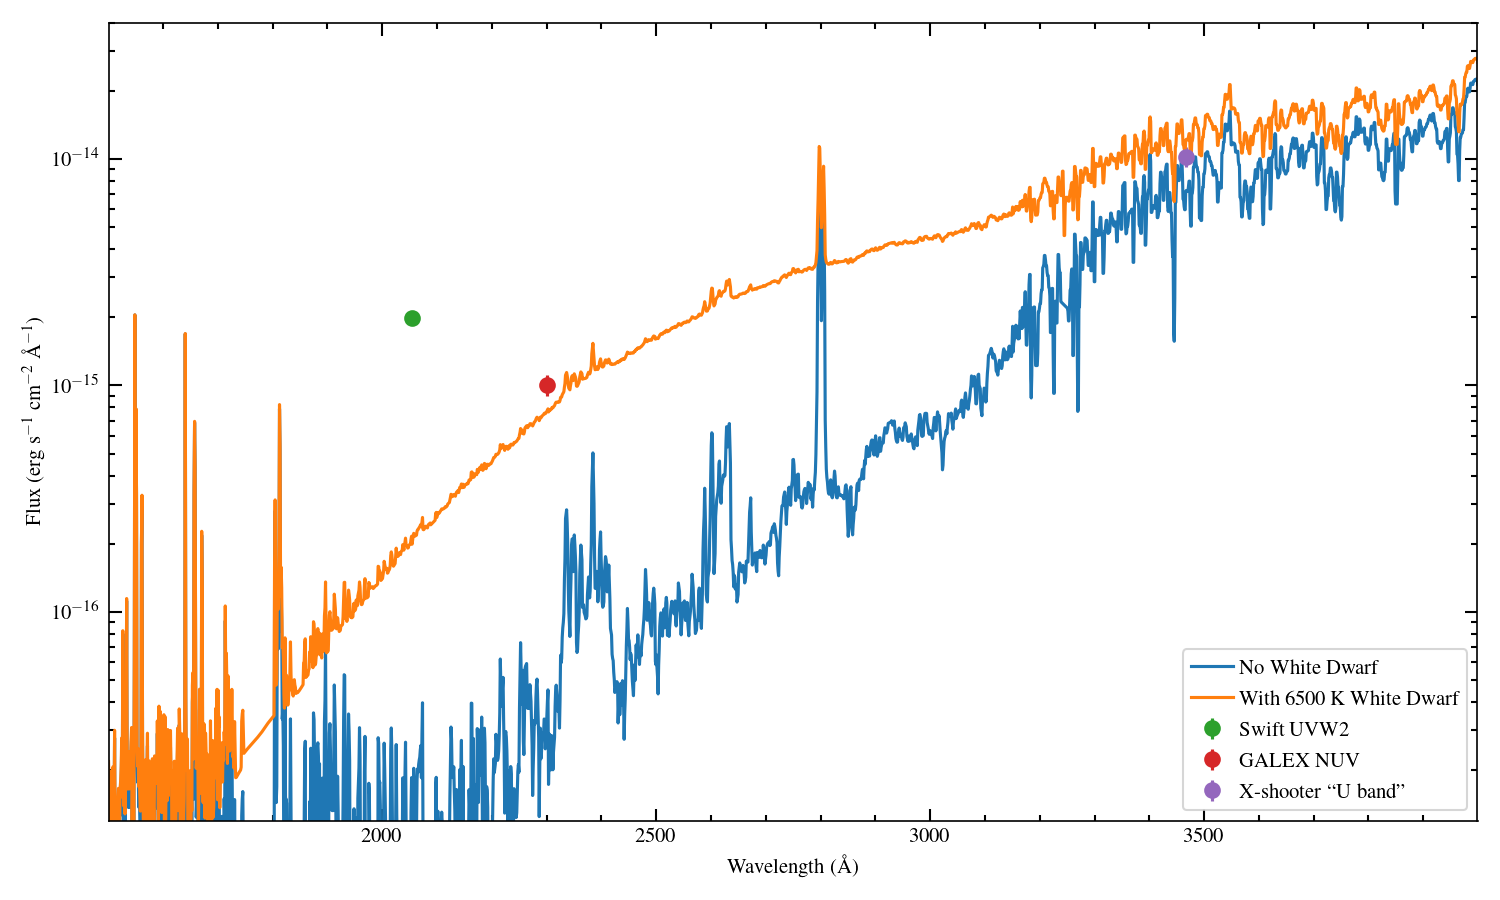 10⁻¹⁴
10⁻¹⁵
10⁻¹⁶
Flux (erg s⁻¹ cm⁻² Å⁻¹)
2000 2500 3000 3500
Wavelength (Å)
No White Dwarf
With 6500 K White Dwarf
Swift UVW2
GALEX NUV
X-shooter “U band”